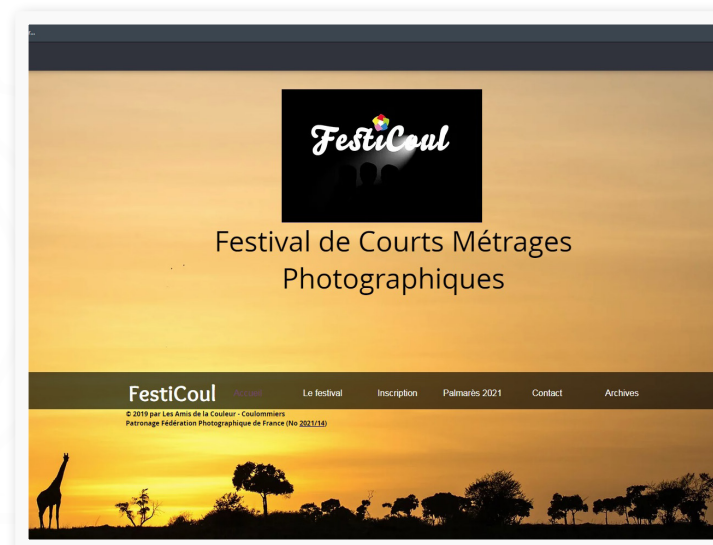 FestiCoul
Festival de Courts Métrages
Photographiques
FestiCoul Accueil Le festival Inscription Palmarès 2021 Contact Archives
© 2019 par Les Amis de la Couleur - Coulommiers
Patronage Fédération Photographique de France (No 2021/14)